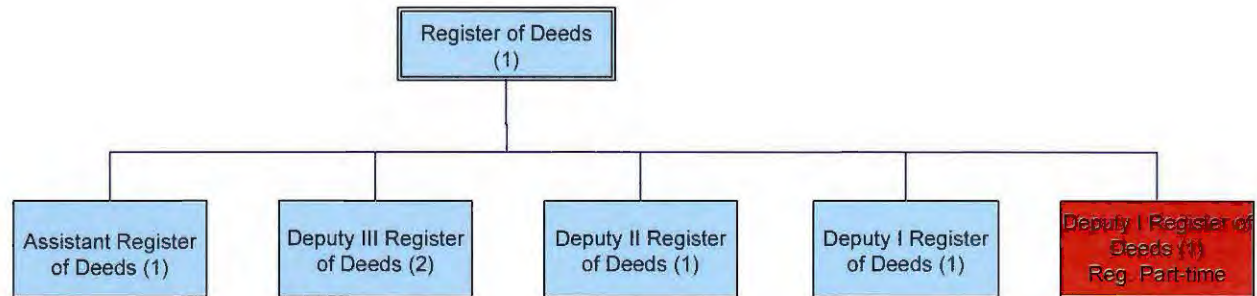 Register of Deeds
(1)
Assistant Register
of Deeds (1)
Deputy III Register
of Deeds (2)
Deputy II Register
of Deeds (1)
Deputy I Register
of Deeds (1)
Deputy I Register of
Deeds (1)
Reg. Part-time